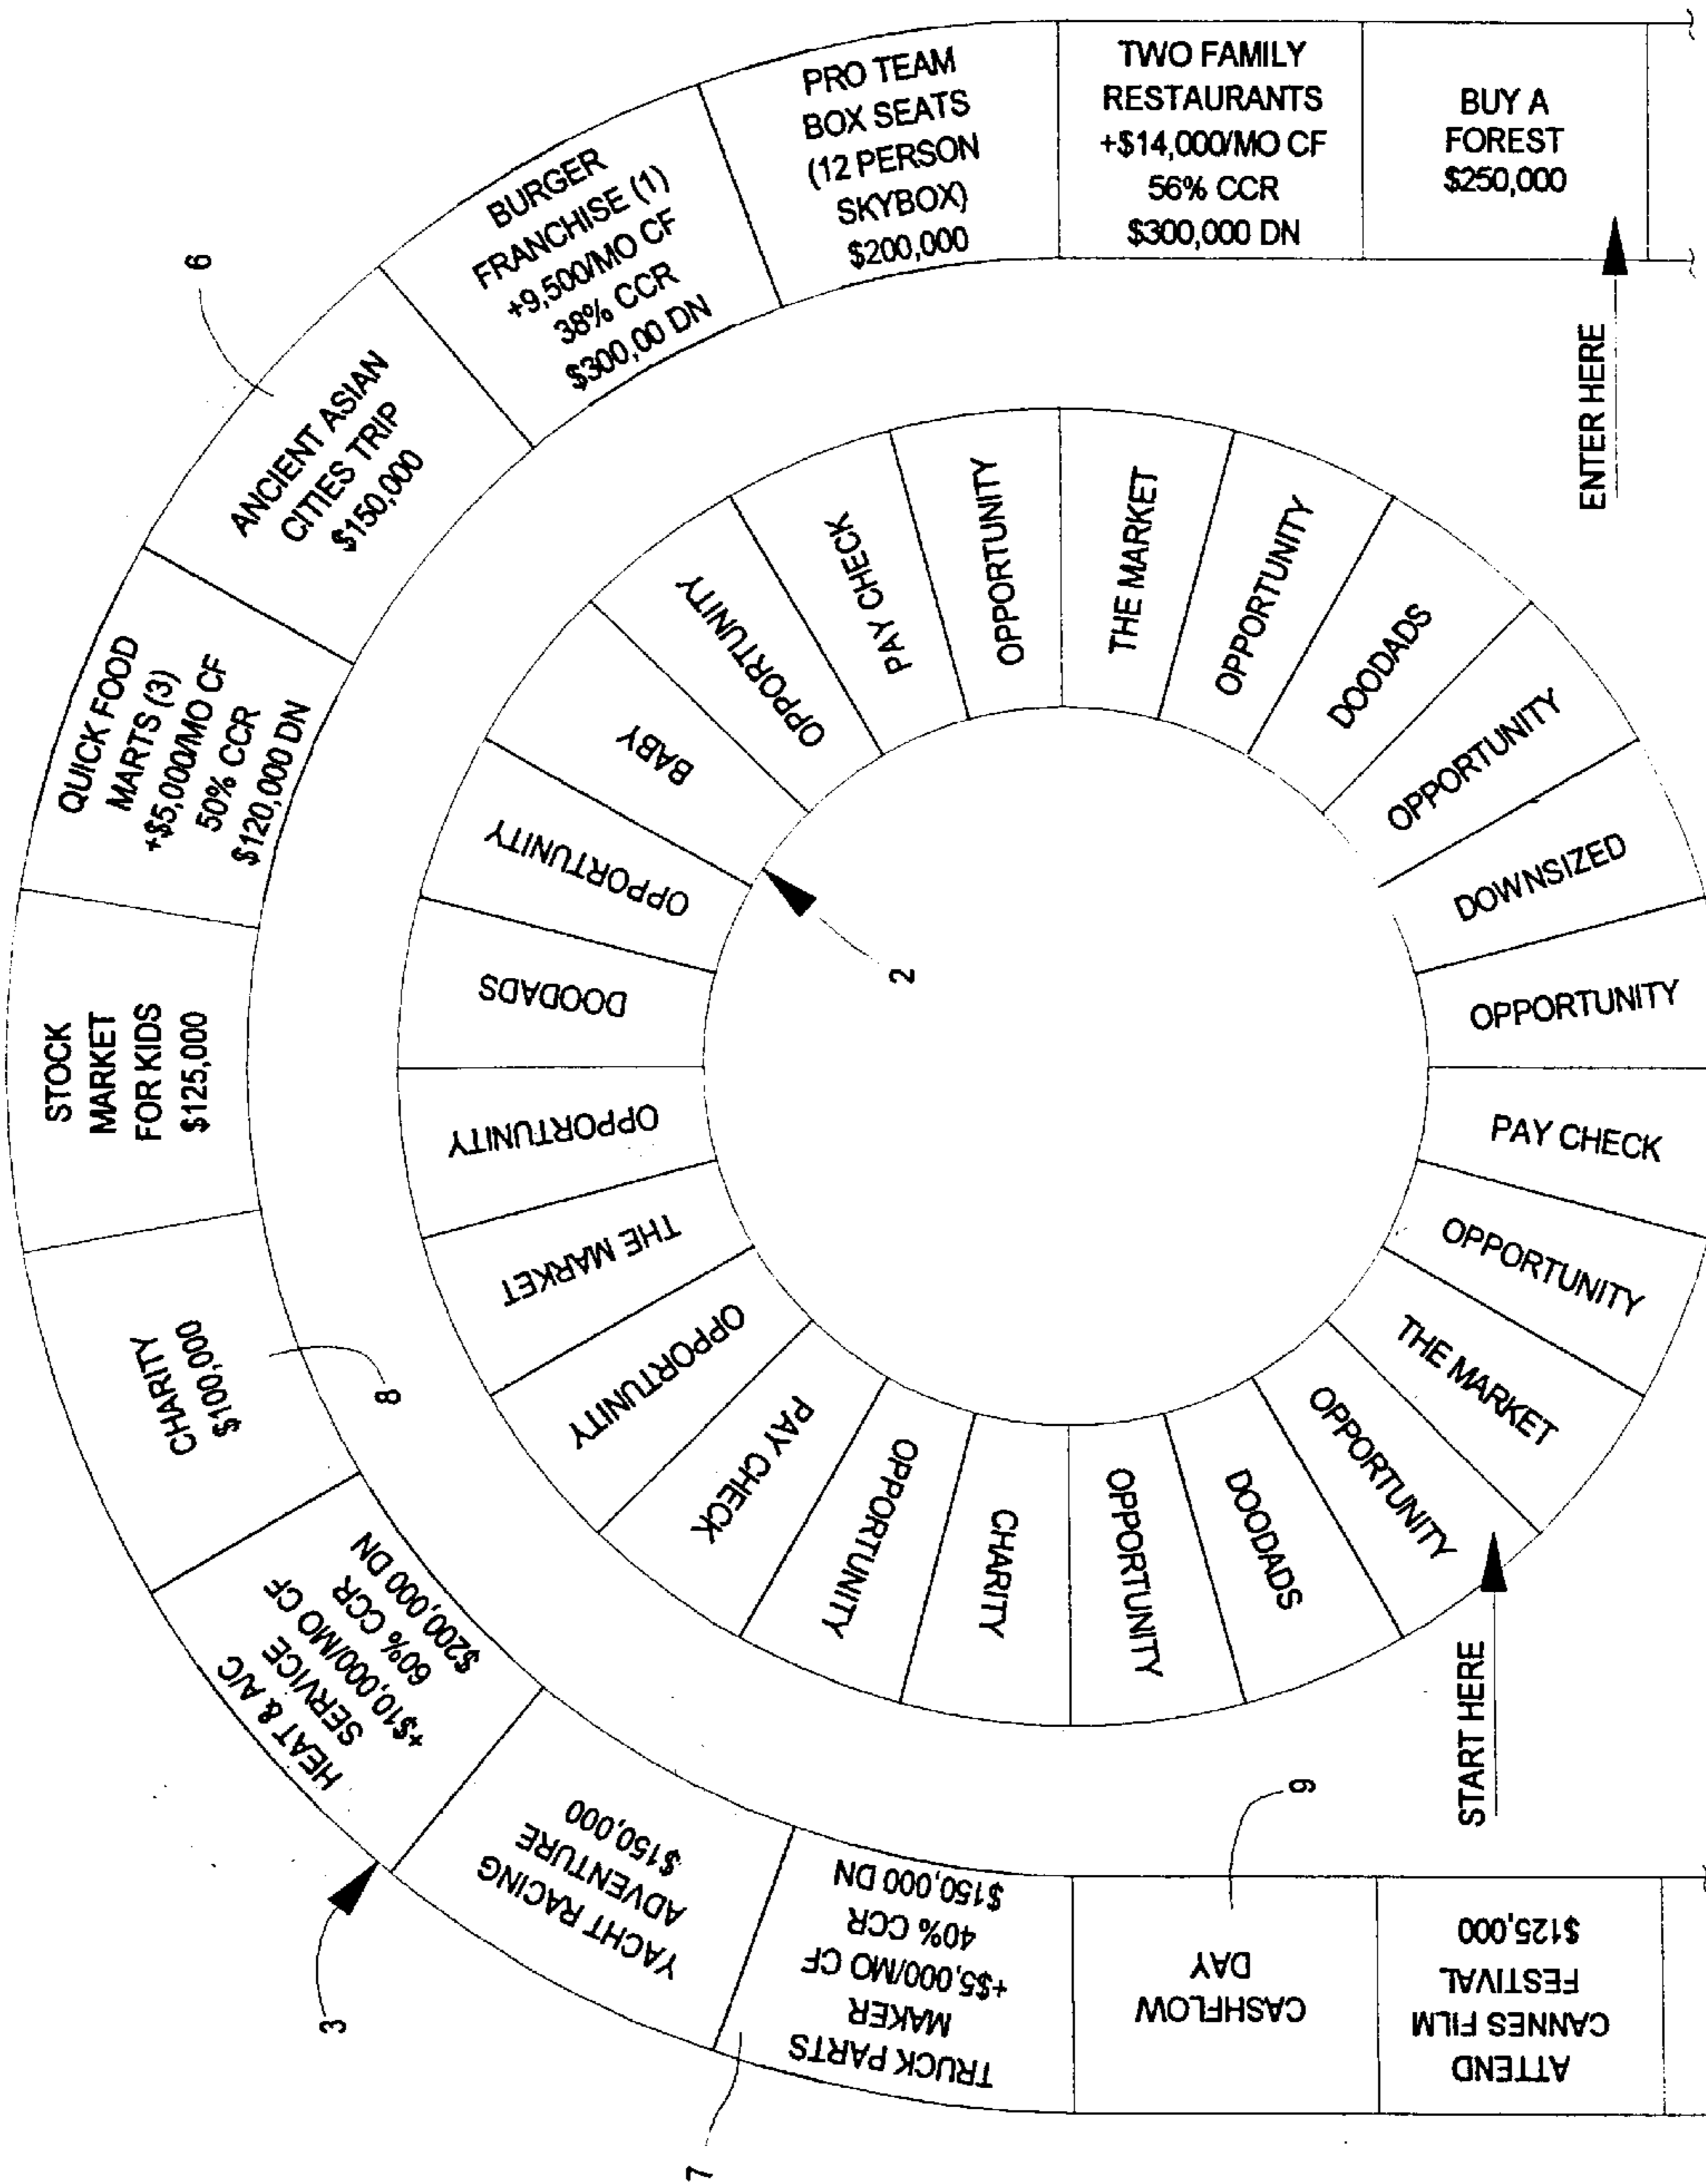 TRUCK PARTS
MAKER
+$5,000/MO CF
40% CCR
$150,000 DN
YACHT RACING
ADVENTURE
$150,000
HEAT & A/C
SERVICE
+$10,000/MO CF
60% CCR
$200,000 DN
CHARITY
$100,000
STOCK
MARKET
FOR KIDS
$125,000
QUICK FOOD
MARTS (3)
+$5,000/MO CF
50% CCR
$120,000 DN
ANCIENT ASIAN
CITIES TRIP
$150,000
BURGER
FRANCHISE (1)
+9,500/MO CF
38% CCR
$300,00 DN
PRO TEAM
BOX SEATS
(12 PERSON
SKYBOX)
$200,000
TWO FAMILY
RESTAURANTS
+$14,000/MO CF
56% CCR
$300,000 DN
BUY A
FOREST
$250,000
ENTER HERE
CASHFLOW
DAY
ATTEND
CANNES FILM
FESTIVAL
$125,000
START HERE
OPPORTUNITY
DOODADS
OPPORTUNITY
CHARITY
OPPORTUNITY
PAY CHECK
OPPORTUNITY
THE MARKET
OPPORTUNITY
DOODADS
OPPORTUNITY
BABY
OPPORTUNITY
PAY CHECK
OPPORTUNITY
THE MARKET
OPPORTUNITY
DOODADS
OPPORTUNITY
DOWNSIZED
OPPORTUNITY
PAY CHECK
OPPORTUNITY
THE MARKET
6
2
8
3
7
9